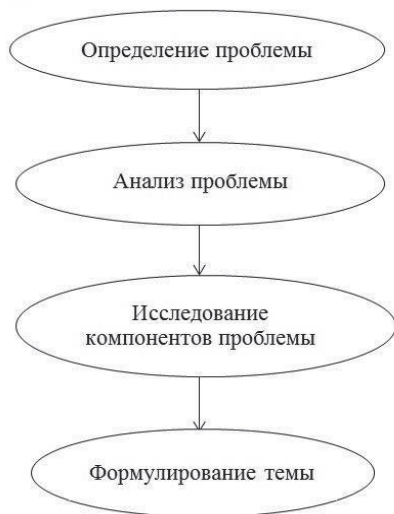 Определение проблемы
Анализ проблемы
Исследование
компонентов проблемы
Формулирование темы